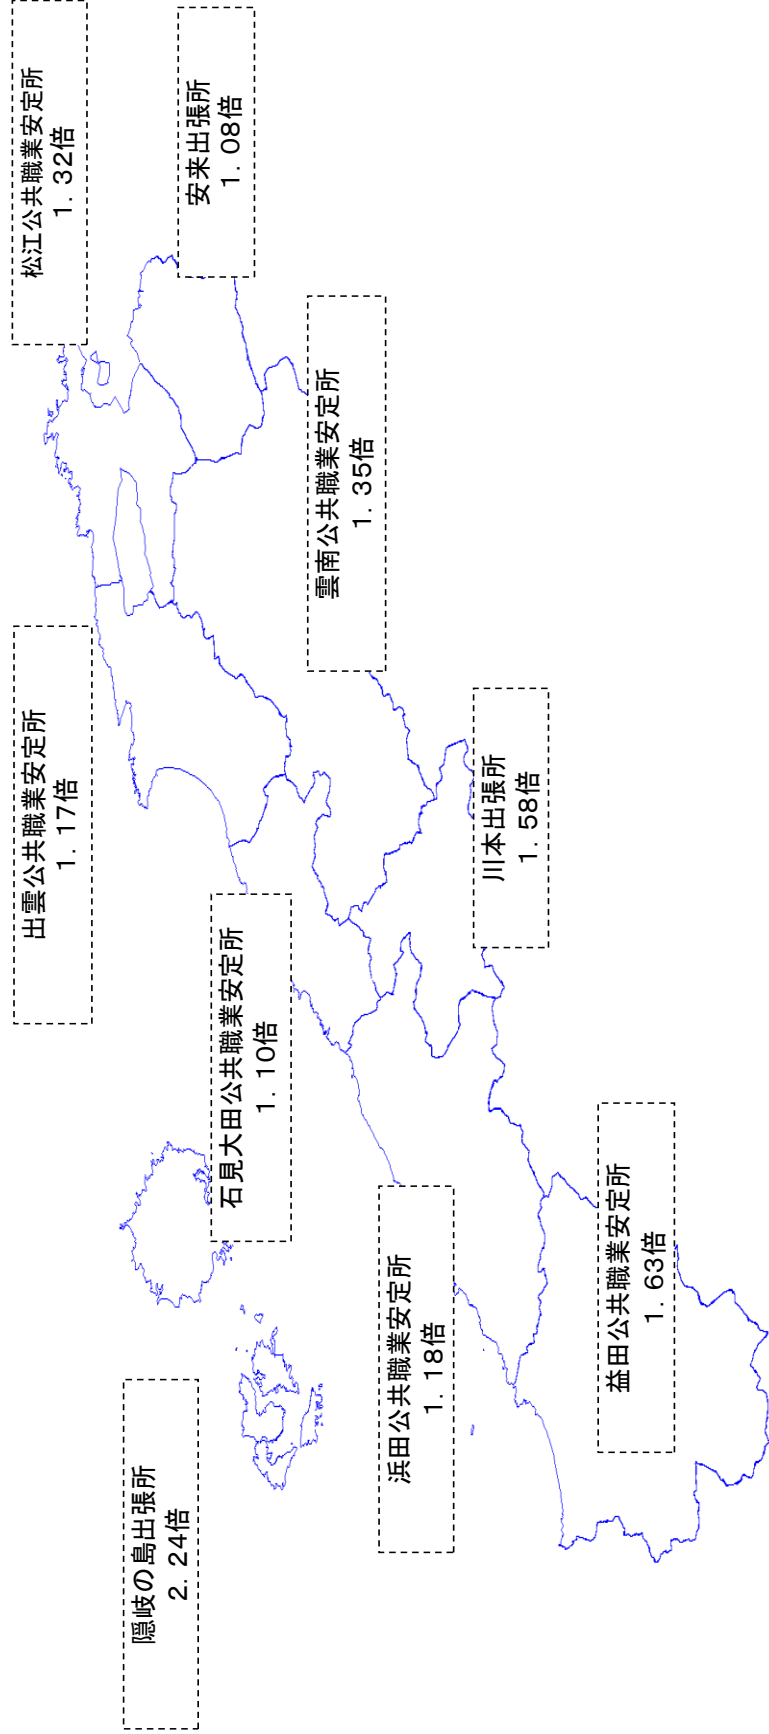 隠岐の島出張所
2. 24倍
出雲公共職業安定所
1. 17倍
松江公共職業安定所
1. 32倍
安来出張所
1. 08倍
石見大田公共職業安定所
1. 10倍
雲南公共職業安定所
1. 35倍
浜田公共職業安定所
1. 18倍
川本出張所
1. 58倍
益田公共職業安定所
1. 63倍